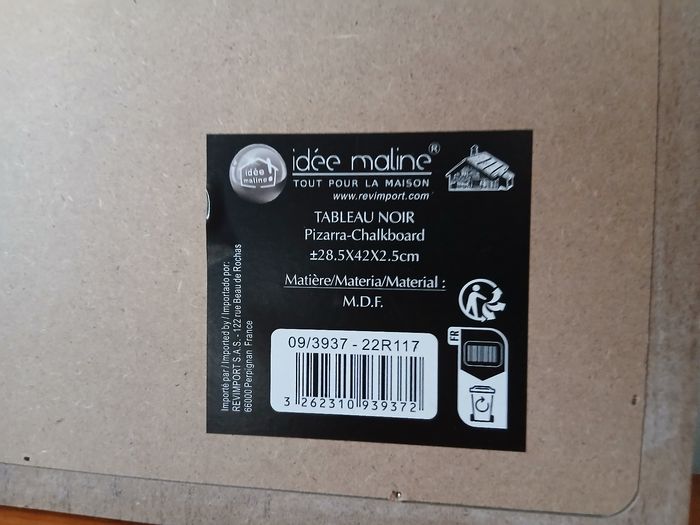 idée maline
idée maline®
TOUT POUR LA MAISON
www.revimport.com
TABLEAU NOIR
Pizarra-Chalkboard
±28.5X42X2.5cm
Matière/Materia/Material :
M.D.F.
FR
09/3937 - 22R117
3 262310 939372
Importé par / Imported by / Importado por:
REVIMPORT S.A.S - 122 rue Beau de Rochas
66000 Perpignan France